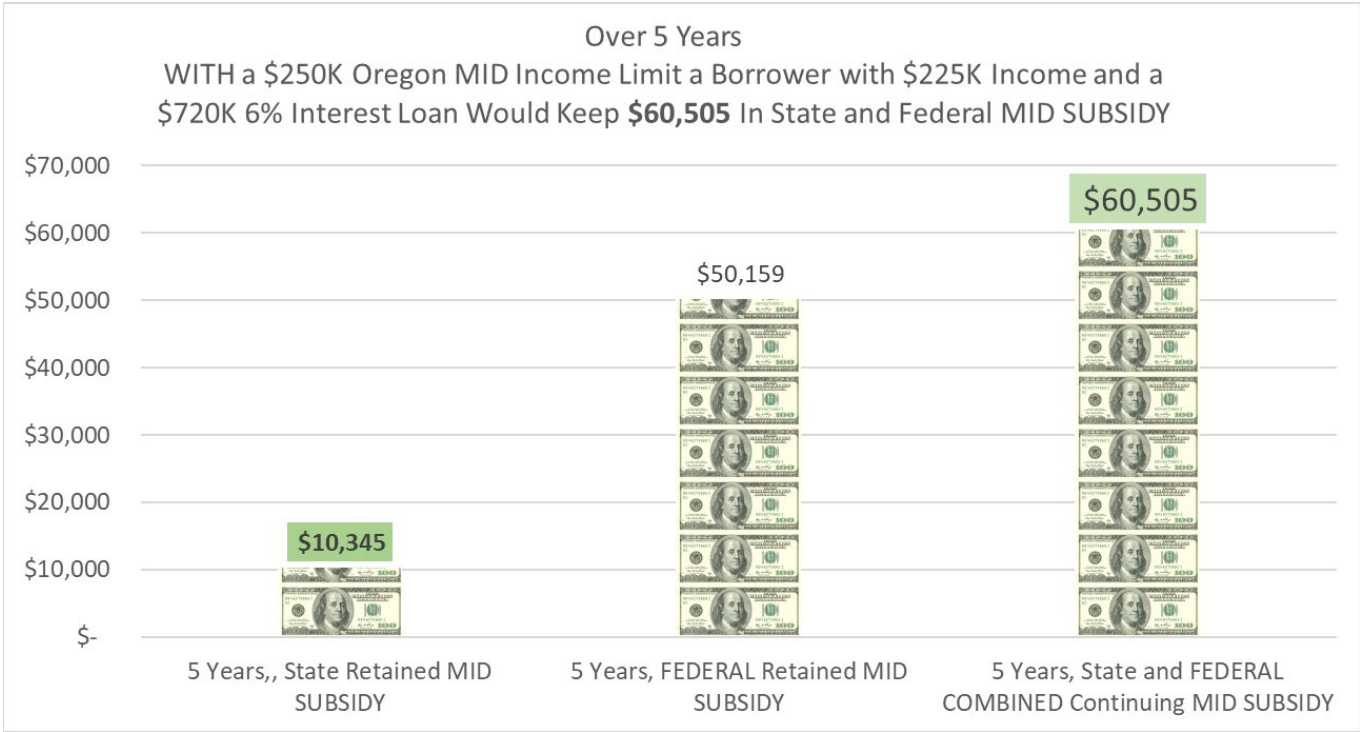 Over 5 Years
WITH a $250K Oregon MID Income Limit a Borrower with $225K Income and a
$720K 6% Interest Loan Would Keep $60,505 In State and Federal MID SUBSIDY
$70,000
$60,000
$50,000
$40,000
$30,000
$20,000
$10,000
$-
$10,345
$50,159
$60,505
5 Years,, State Retained MID
SUBSIDY
5 Years, FEDERAL Retained MID
SUBSIDY
5 Years, State and FEDERAL
COMBINED Continuing MID SUBSIDY